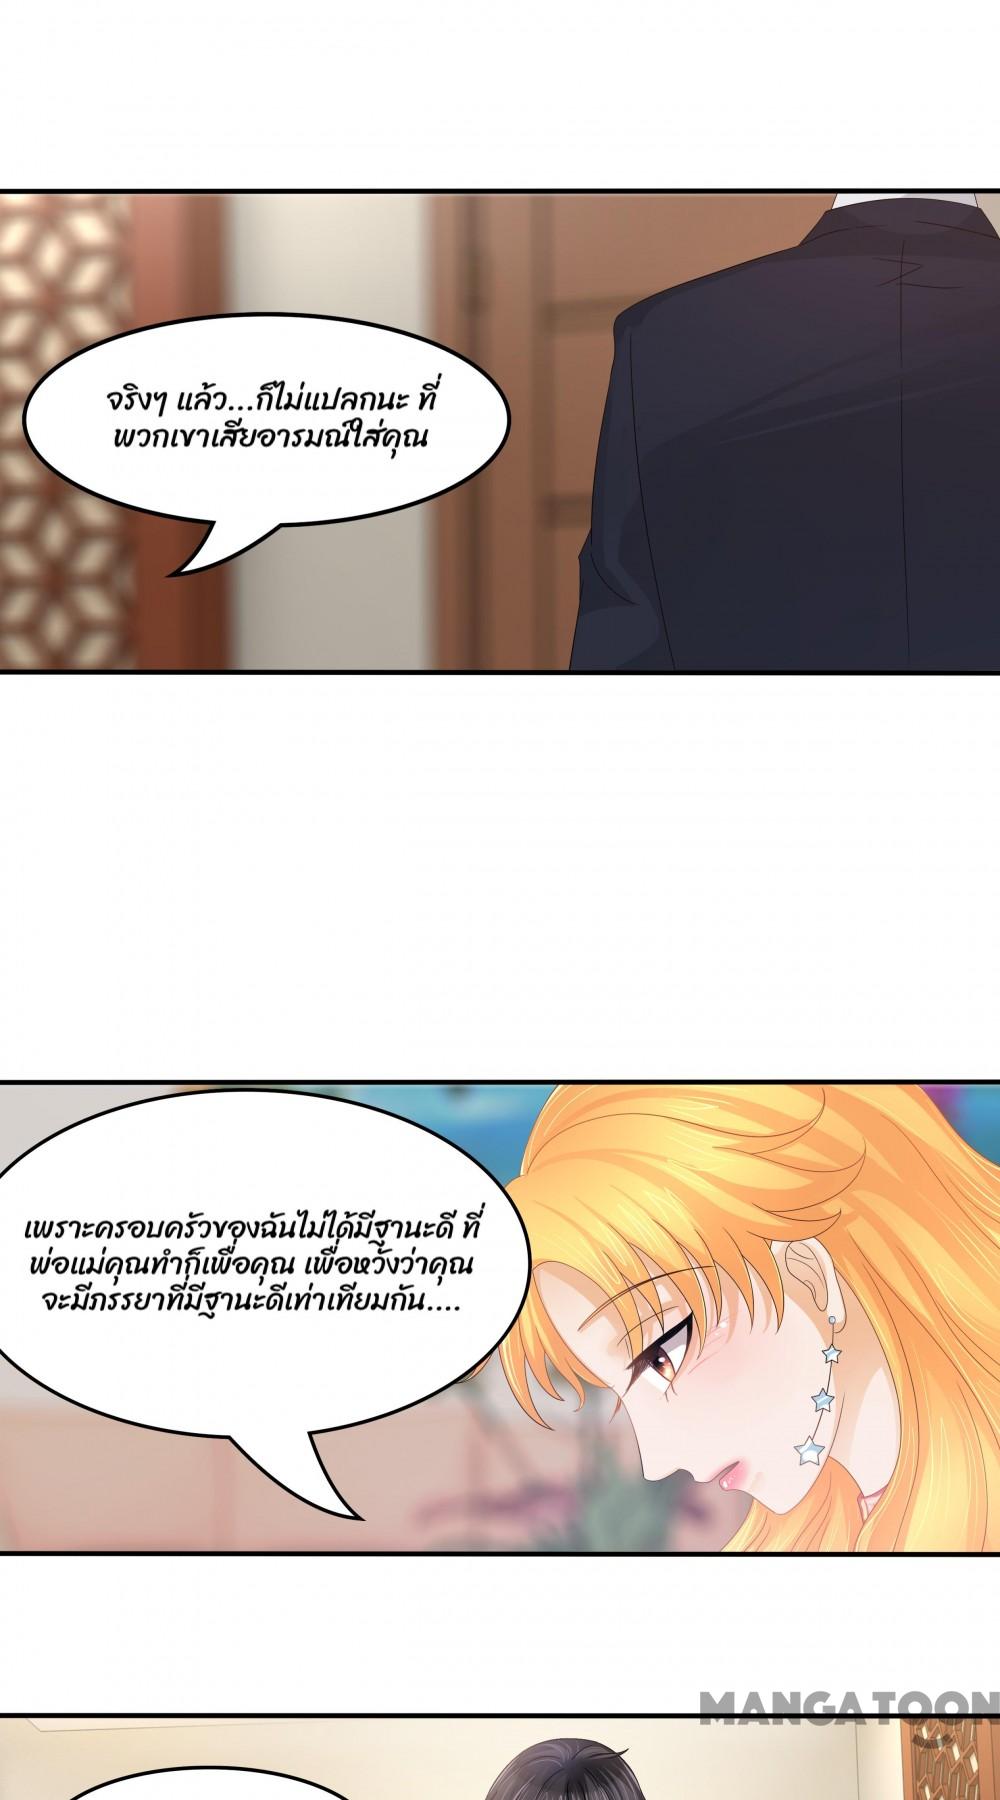 จริงๆ แล้ว...ก็ไม่แปลกนะ ที่
พวกเขาเสียอารมณ์ใส่คุณ
เพราะครอบครัวของฉันไม่ได้มีฐานะดี ที่
พ่อแม่คุณทำก็เพื่อคุณ เพื่อหวังว่าคุณ
จะมีภรรยาที่มีฐานะดีเท่าเทียมกัน....
MANGATOON